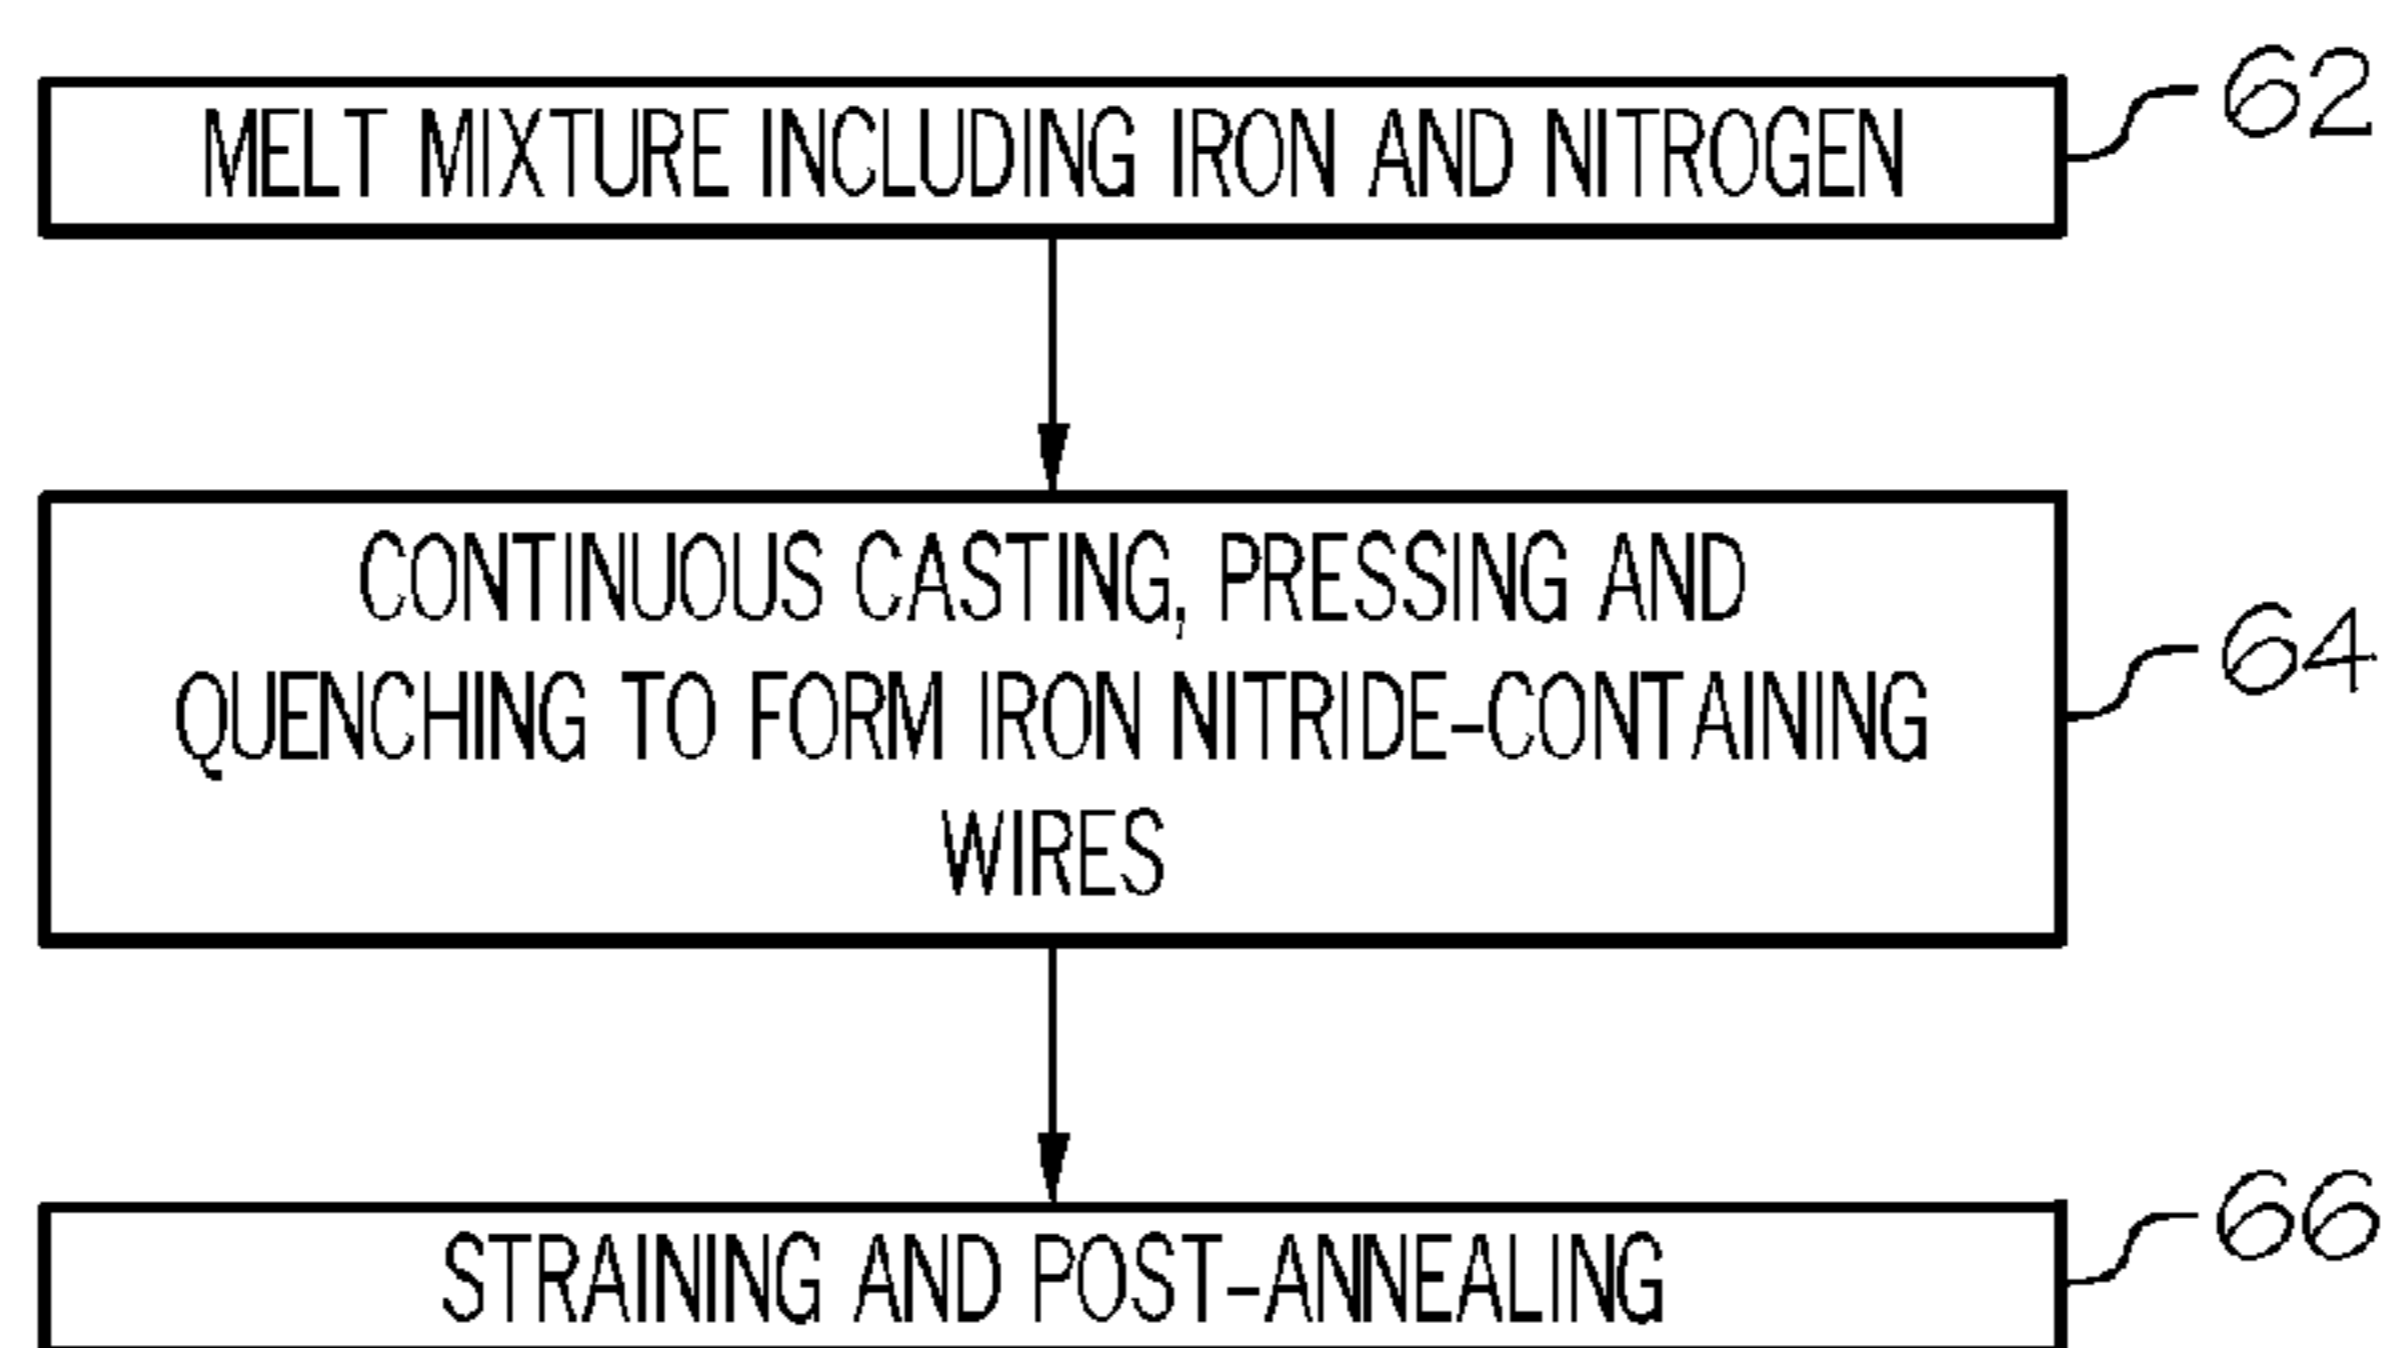 MELT MIXTURE INCLUDING IRON AND NITROGEN
62
CONTINUOUS CASTING, PRESSING AND
QUENCHING TO FORM IRON NITRIDE-CONTAINING
WIRES
64
STRAINING AND POST-ANNEALING
66